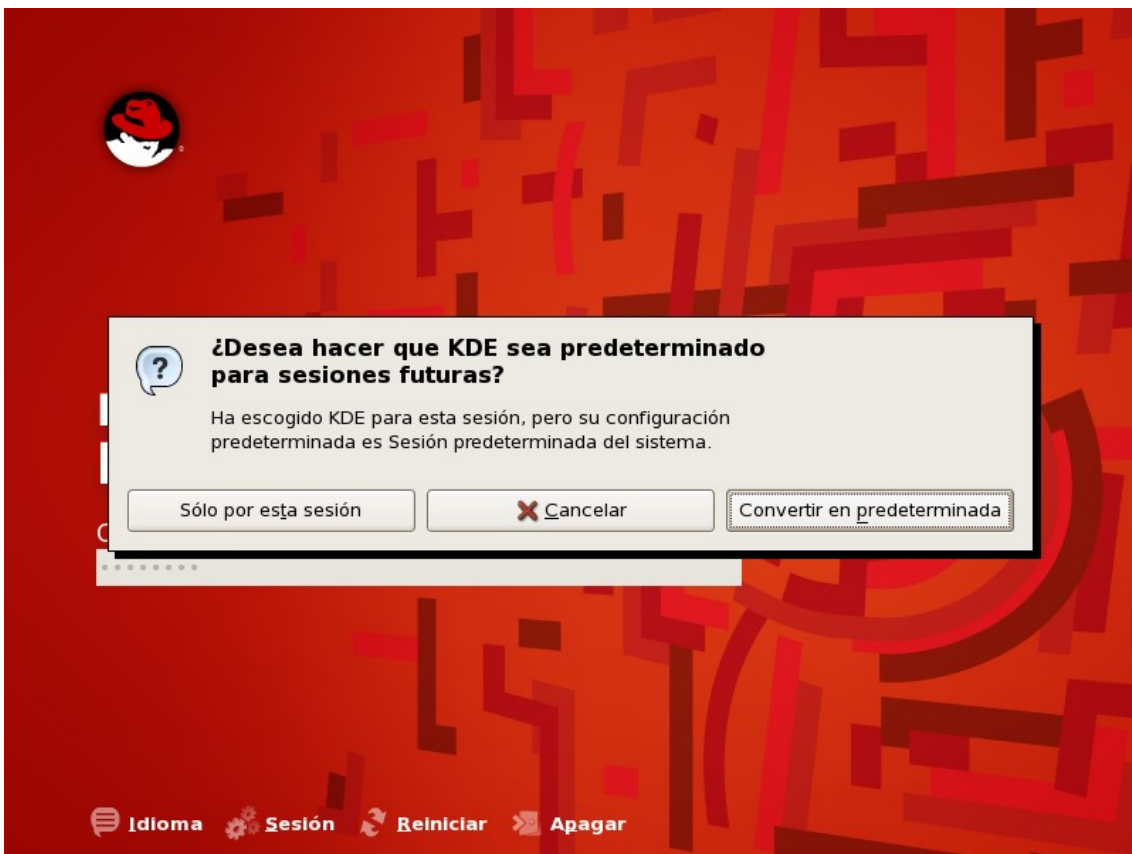 ¿Desea hacer que KDE sea predeterminado
para sesiones futuras?
Ha escogido KDE para esta sesión, pero su configuración
predeterminada es Sesión predeterminada del sistema.
Sólo por esta sesión
Cancelar
Convertir en predeterminada
Idioma
Sesión
Reiniciar
Apagar